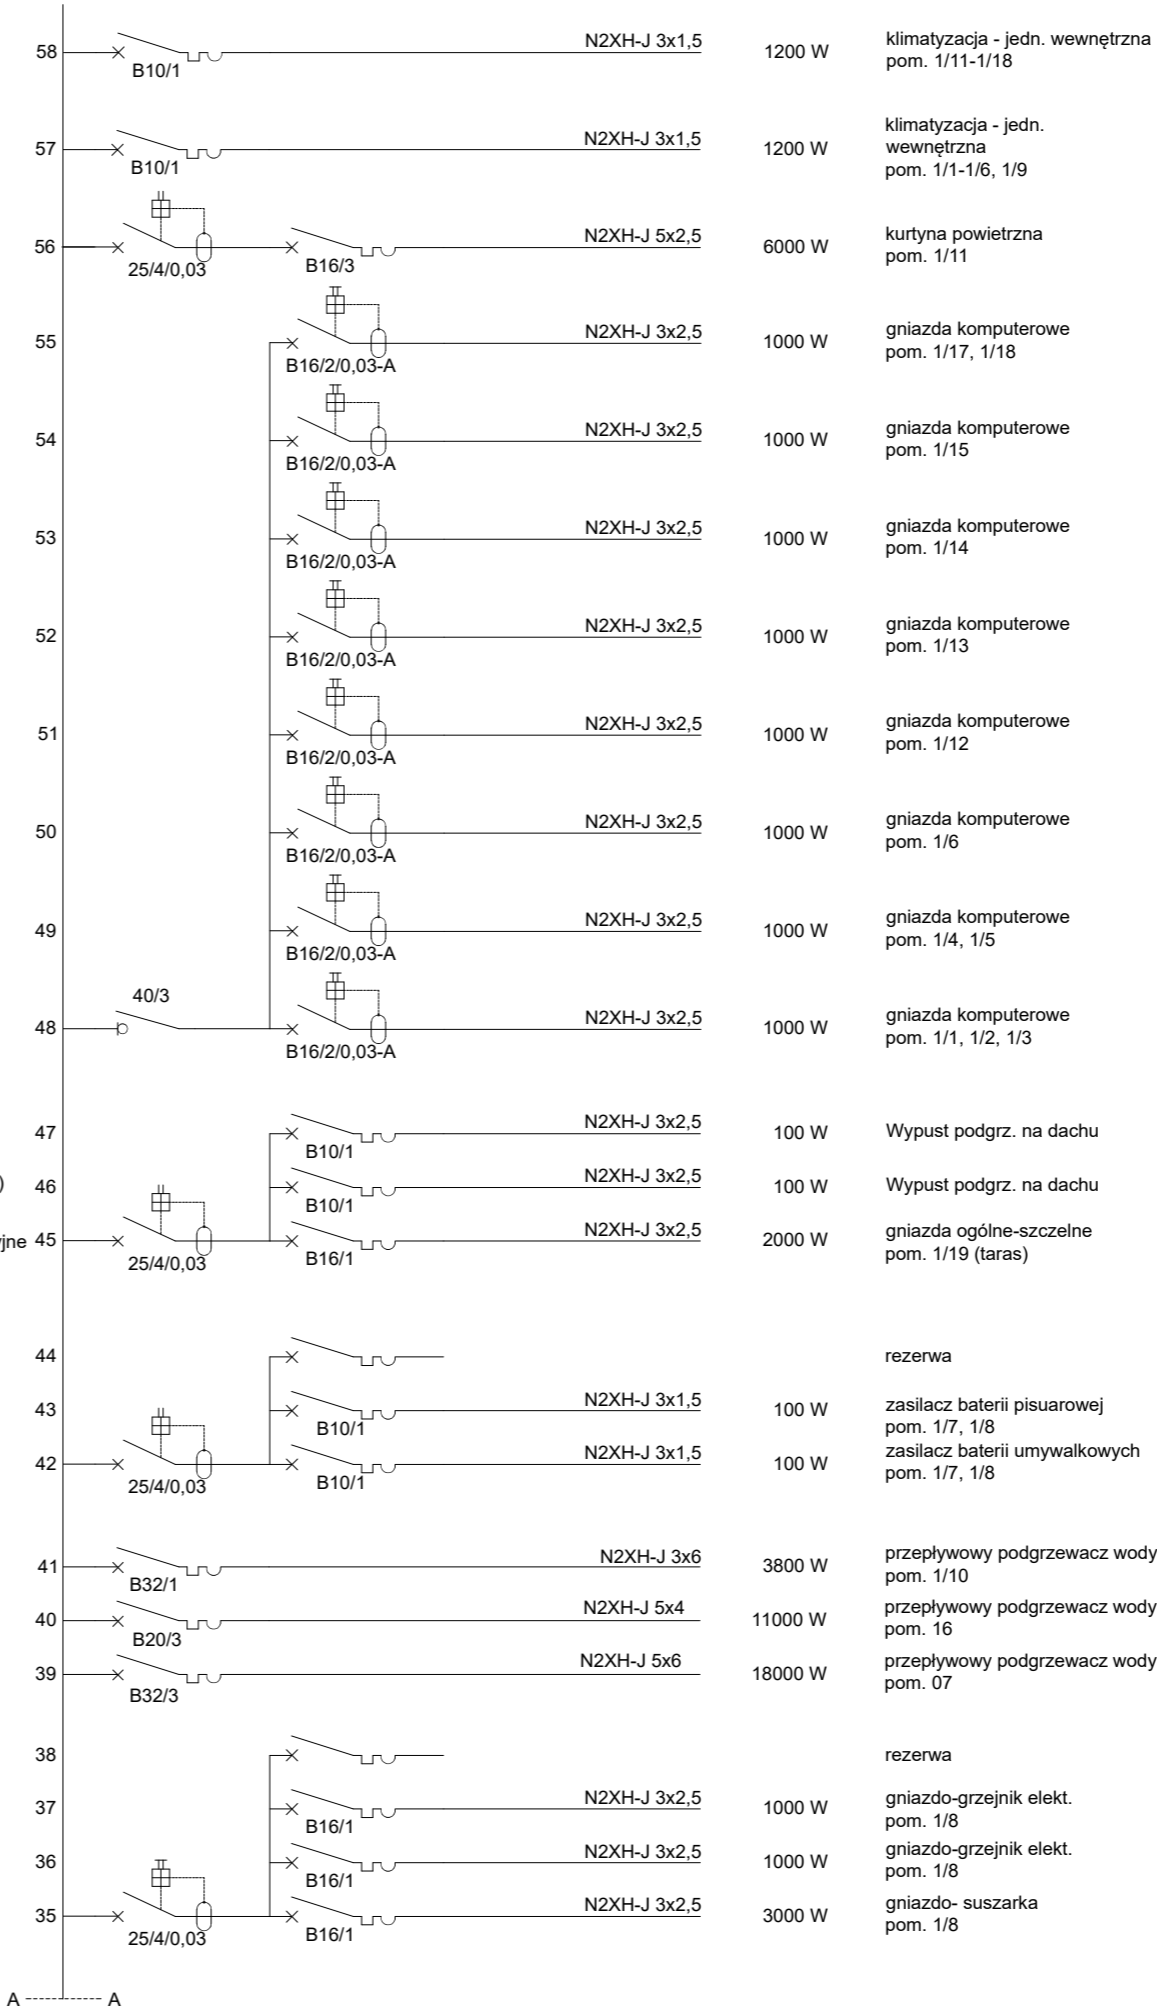 58
B10/1
N2XH-J 3x1,5
1200 W
klimatyzacja - jedn. wewnętrzna
pom. 1/11-1/18
57
B10/1
N2XH-J 3x1,5
1200 W
klimatyzacja - jedn.
wewnętrzna
pom. 1/1-1/6, 1/9
56
25/4/0,03
B16/3
N2XH-J 5x2,5
6000 W
kurtyna powietrzna
pom. 1/11
55
B16/2/0,03-A
N2XH-J 3x2,5
1000 W
gniazda komputerowe
pom. 1/17, 1/18
54
B16/2/0,03-A
N2XH-J 3x2,5
1000 W
gniazda komputerowe
pom. 1/15
53
B16/2/0,03-A
N2XH-J 3x2,5
1000 W
gniazda komputerowe
pom. 1/14
52
B16/2/0,03-A
N2XH-J 3x2,5
1000 W
gniazda komputerowe
pom. 1/13
51
B16/2/0,03-A
N2XH-J 3x2,5
1000 W
gniazda komputerowe
pom. 1/12
50
B16/2/0,03-A
N2XH-J 3x2,5
1000 W
gniazda komputerowe
pom. 1/6
49
B16/2/0,03-A
N2XH-J 3x2,5
1000 W
gniazda komputerowe
pom. 1/4, 1/5
48
40/3
B16/2/0,03-A
N2XH-J 3x2,5
1000 W
gniazda komputerowe
pom. 1/1, 1/2, 1/3
47
B10/1
N2XH-J 3x2,5
100 W
Wypust podgrz. na dachu
)
46
B10/1
N2XH-J 3x2,5
100 W
Wypust podgrz. na dachu
jne
45
25/4/0,03
B16/1
N2XH-J 3x2,5
2000 W
gniazda ogólne-szczelne
pom. 1/19 (taras)
44
rezerwa
43
B10/1
N2XH-J 3x1,5
100 W
zasilacz baterii pisuarowej
pom. 1/7, 1/8
42
25/4/0,03
B10/1
N2XH-J 3x1,5
100 W
zasilacz baterii umywalkowych
pom. 1/7, 1/8
41
B32/1
N2XH-J 3x6
3800 W
przepływowy podgrzewacz wody
pom. 1/10
40
B20/3
N2XH-J 5x4
11000 W
przepływowy podgrzewacz wody
pom. 16
39
B32/3
N2XH-J 5x6
18000 W
przepływowy podgrzewacz wody
pom. 07
38
rezerwa
37
B16/1
N2XH-J 3x2,5
1000 W
gniazdo-grzejnik elekt.
pom. 1/8
36
B16/1
N2XH-J 3x2,5
1000 W
gniazdo-grzejnik elekt.
pom. 1/8
35
25/4/0,03
B16/1
N2XH-J 3x2,5
3000 W
gniazdo- suszarka
pom. 1/8
A A